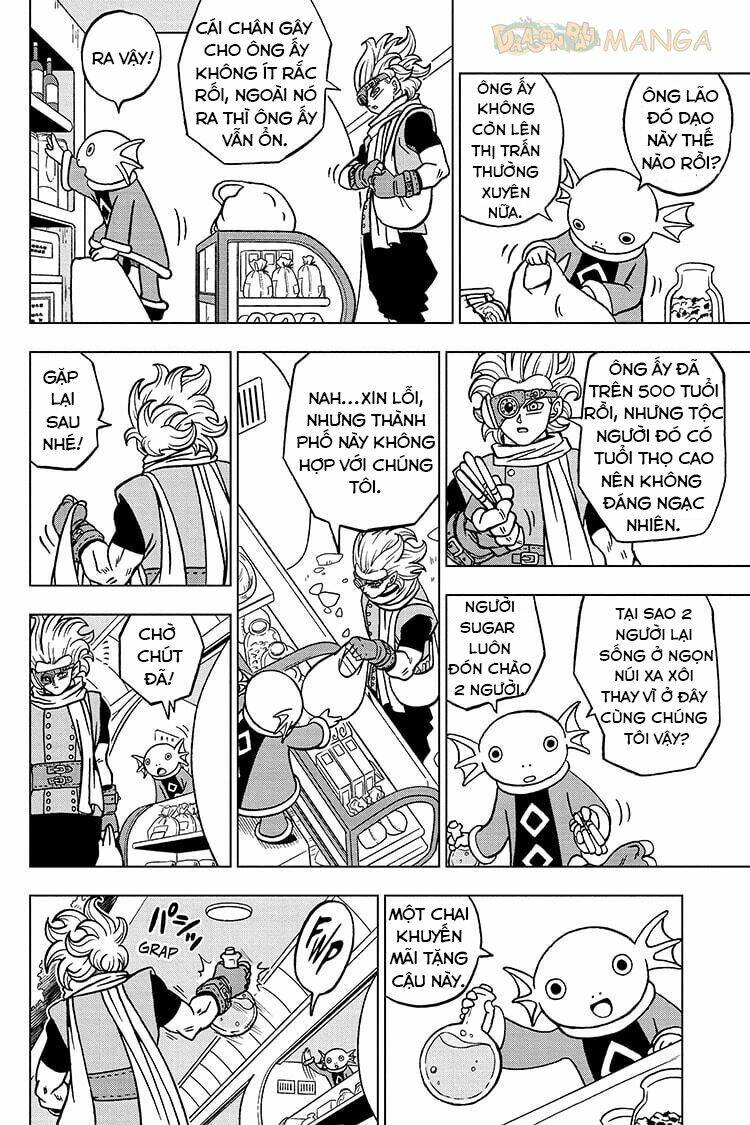 DRAGON BALL MANGA
ÔNG LÃO
ĐÓ DẠO
NÀY THẾ
NÀO RỒI?
ÔNG ẤY
KHÔNG
CÒN LÊN
THỊ TRẤN
THƯỜNG
XUYÊN
NỮA.
CÁI CHÂN GÂY
CHO ÔNG ẤY
KHÔNG ÍT RẮC
RỐI, NGOÀI NÓ
RA THÌ ÔNG ẤY
VẪN ỔN.
RA VẬY!
ÔNG ẤY ĐÃ
TRÊN 500 TUỔI
RỒI, NHƯNG TỘC
NGƯỜI ĐÓ CÓ
TUỔI THỌ CAO
NÊN KHÔNG
ĐÁNG NGẠC
NHIÊN.
TẠI SAO 2
NGƯỜI LẠI
SỐNG Ở NGỌN
NÚI XA XÔI
THAY VÌ Ở ĐÂY
CÙNG CHÚNG
TÔI VẬY?
NGƯỜI
SUGAR
LUÔN
ĐÓN CHÀO
2 NGƯỜI.
NAH...XIN LỖI,
NHƯNG THÀNH
PHỐ NÀY KHÔNG
HỢP VỚI CHÚNG
TÔI.
GẶP
LẠI
SAU
NHÉ!
CHỜ
CHÚT
ĐÃ!
MỘT CHAI
KHUYẾN
MÃI TẶNG
CẬU NÀY.
FWP
パシッ
GRAP